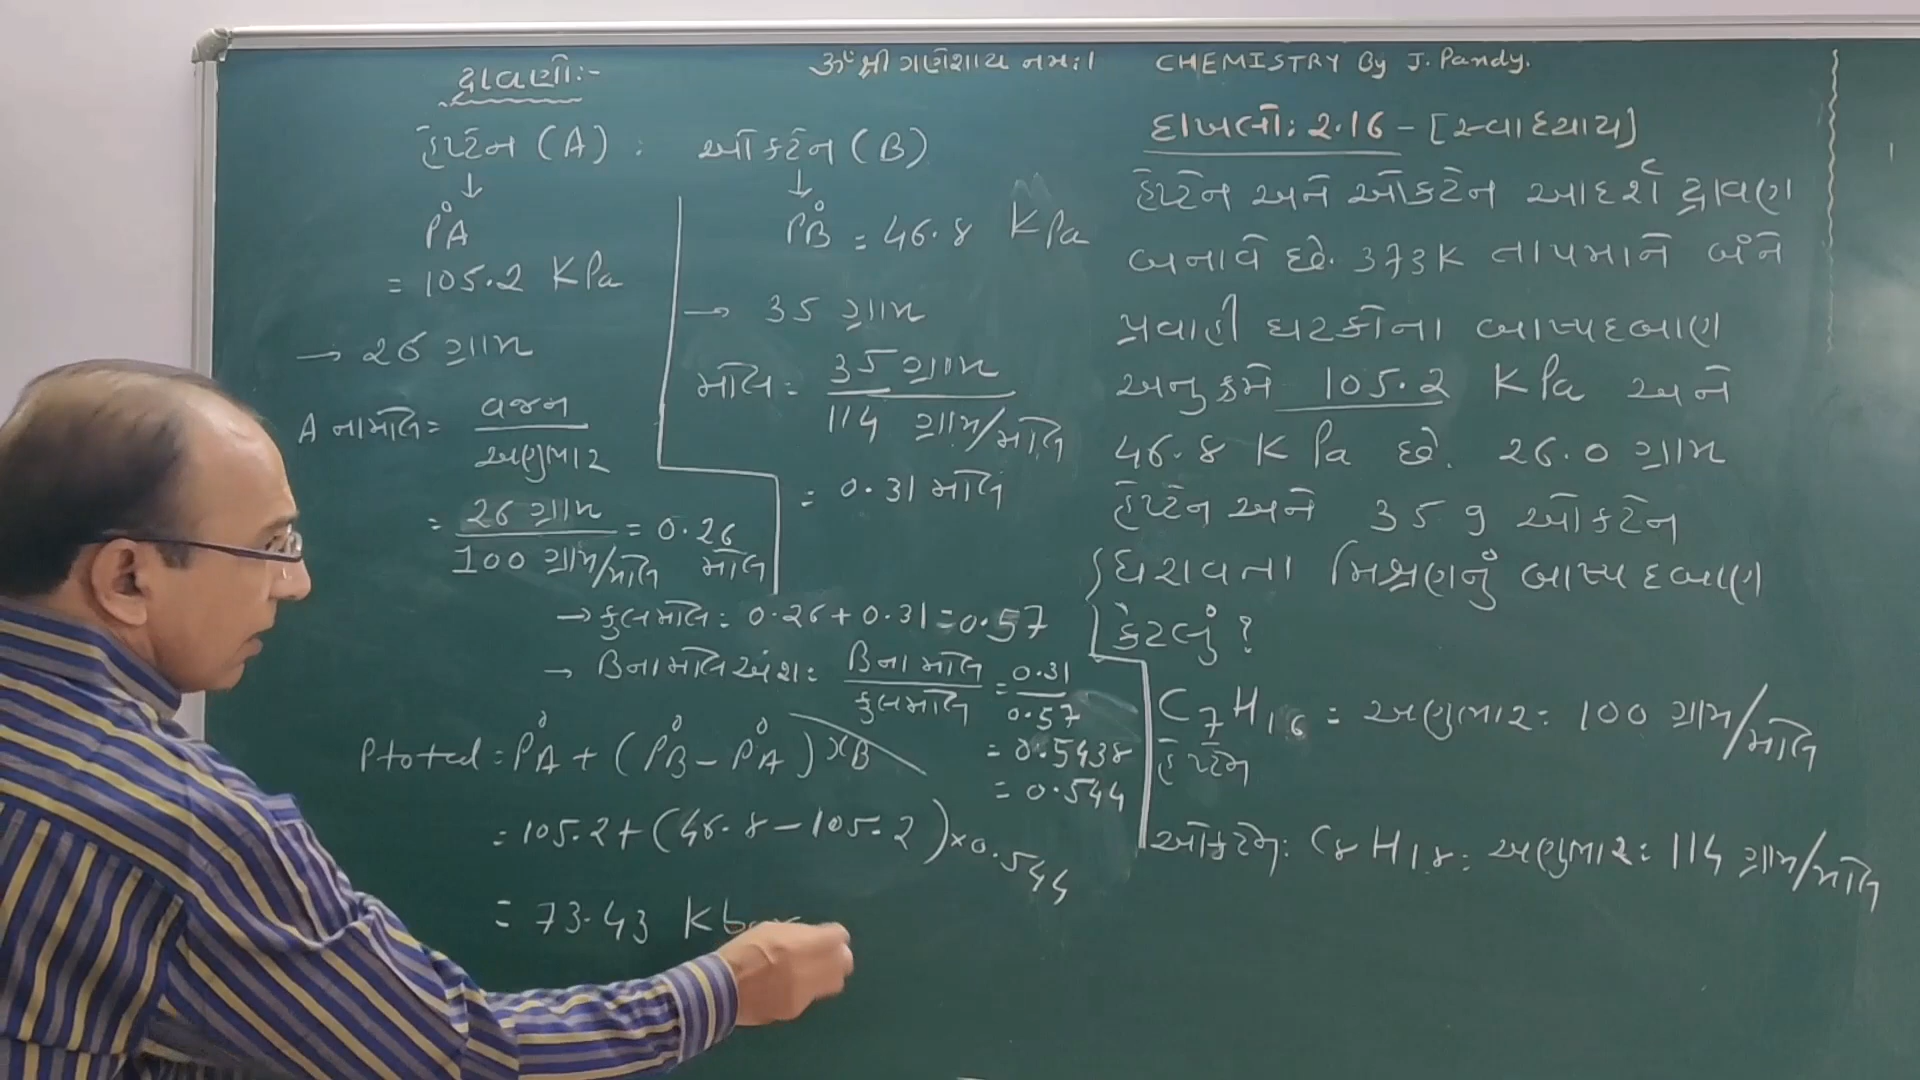 ૐ શ્રી ગણેશાય નમઃ।
CHEMISTRY By J. Pandy.
દાખલો: 2.16 - [સ્વાધ્યાય]
હેપ્ટેન અને ઓક્ટેન આદર્શ દ્રાવણ
બનાવે છે. 373K તાપમાને બંને
પ્રવાહી ઘટકોના બાષ્પદબાણ
અનુક્રમે 105.2 KPa અને
46.8 KPa છે. 26.0 ગ્રામ
હેપ્ટેન અને 35 g ઓક્ટેન
ધરાવતા મિશ્રણનું બાષ્પદબાણ
કેટલું ?
C7H16 = અણુભાર = 100 ગ્રામ/મોલ
હેપ્ટેન
ઓક્ટેન: C8H18 = અણુભાર = 114 ગ્રામ/મોલ
ગણતરી:-
હેપ્ટેન (A) : ઓક્ટેન (B)
↓ ↓
P°A
= 105.2 KPa
→ 26 ગ્રામ
A ના મોલ = વજન / અણુભાર
= 26 ગ્રામ / 100 ગ્રામ/મોલ = 0.26 મોલ
P°B = 46.8 KPa
→ 35 ગ્રામ
મોલ = 35 ગ્રામ / 114 ગ્રામ/મોલ
= 0.31 મોલ
→ કુલ મોલ = 0.26 + 0.31 = 0.57
→ B ના મોલઅંશ = B ના મોલ / કુલ મોલ = 0.31 / 0.57
= 0.5438
= 0.544
Ptotal = P°A + (P°B - P°A) xB
= 105.2 + (46.8 - 105.2) × 0.544
= 73.43